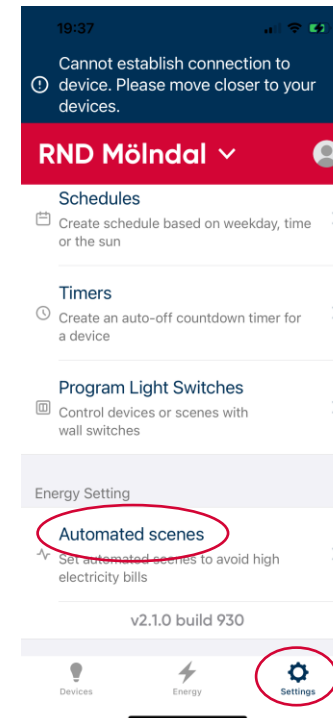 19:37
Cannot establish connection to
device. Please move closer to your
devices.
RND Mölndal
Schedules
Create schedule based on weekday, time
or the sun
Timers
Create an auto-off countdown timer for
a device
Program Light Switches
Control devices or scenes with
wall switches
Energy Setting
Automated scenes
Set automated scenes to avoid high
electricity bills
v2.1.0 build 930
Devices
Energy
Settings